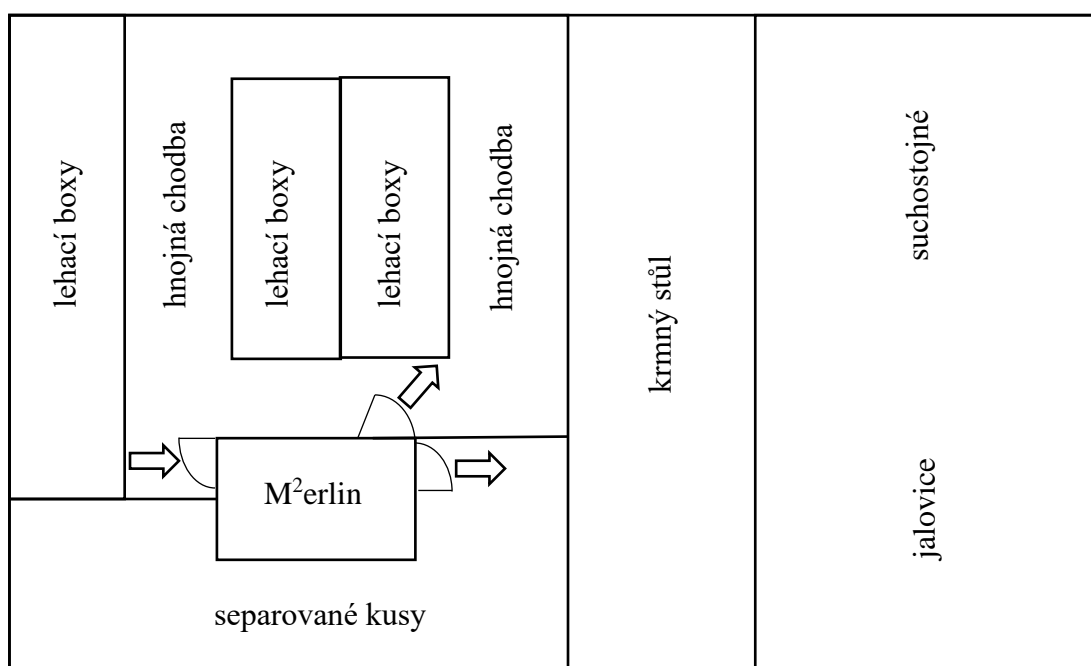 lehací boxy
hnojná chodba
lehací boxy
lehací boxy
hnojná chodba
krmný stůl
suchostojné
jalovice
M²erlin
separované kusy